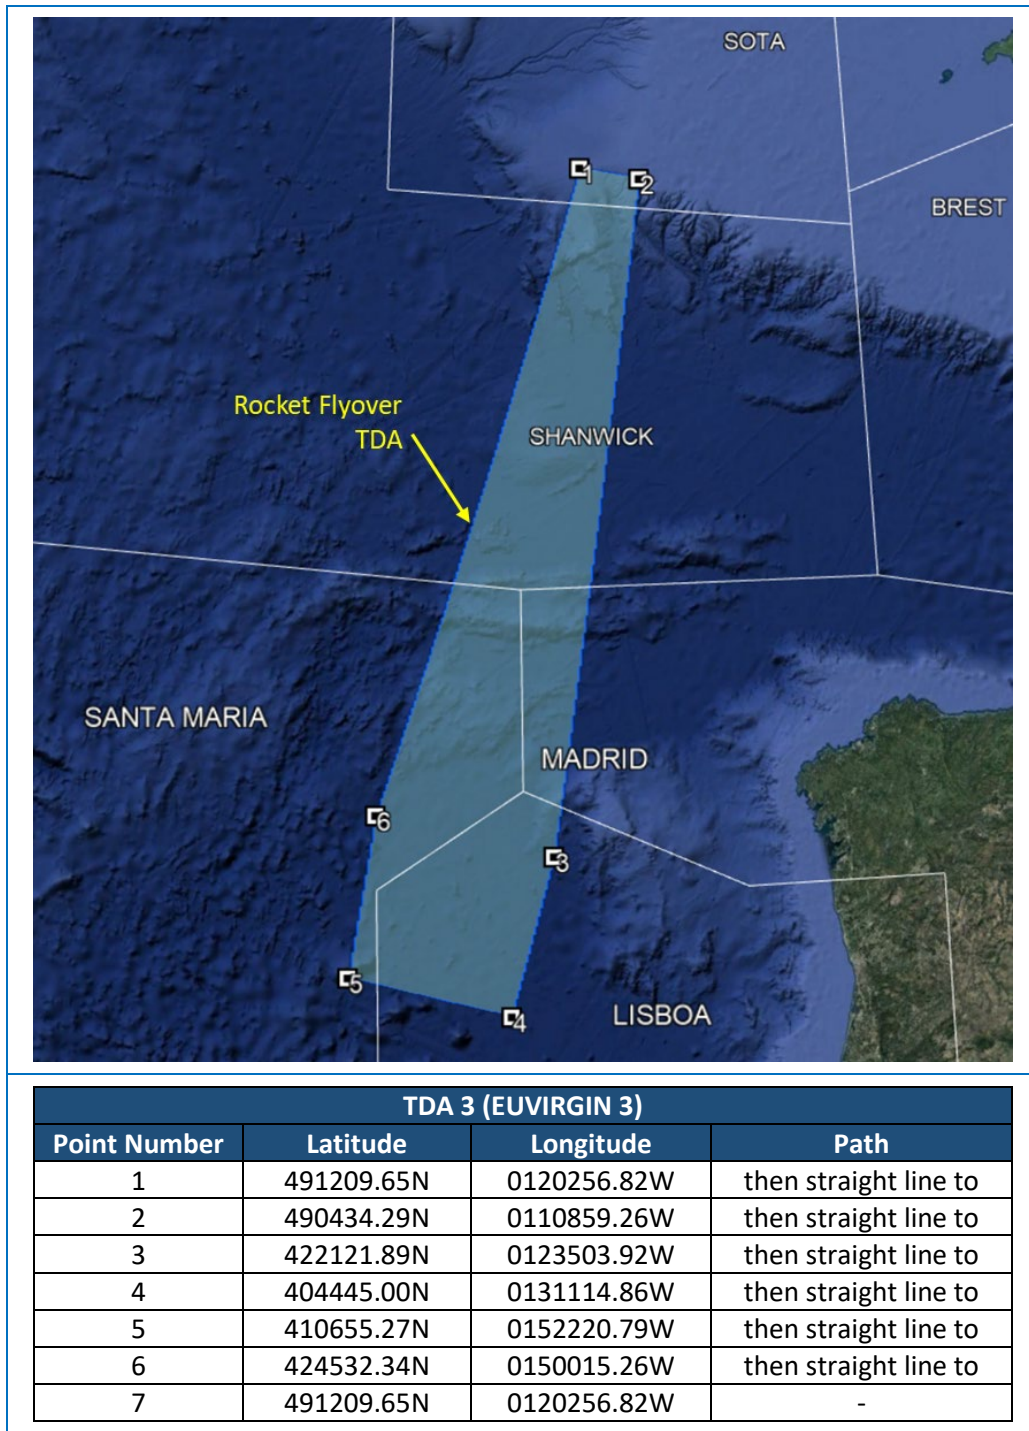 SOTA
1
2
BREST
Rocket Flyover
TDA
SHANWICK
SANTA MARIA
MADRID
6
3
5
4
LISBOA
TDA 3 (EUVIRGIN 3)
Point Number Latitude Longitude Path
1 491209.65N 0120256.82W then straight line to
2 490434.29N 0110859.26W then straight line to
3 422121.89N 0123503.92W then straight line to
4 404445.00N 0131114.86W then straight line to
5 410655.27N 0152220.79W then straight line to
6 424532.34N 0150015.26W then straight line to
7 491209.65N 0120256.82W -